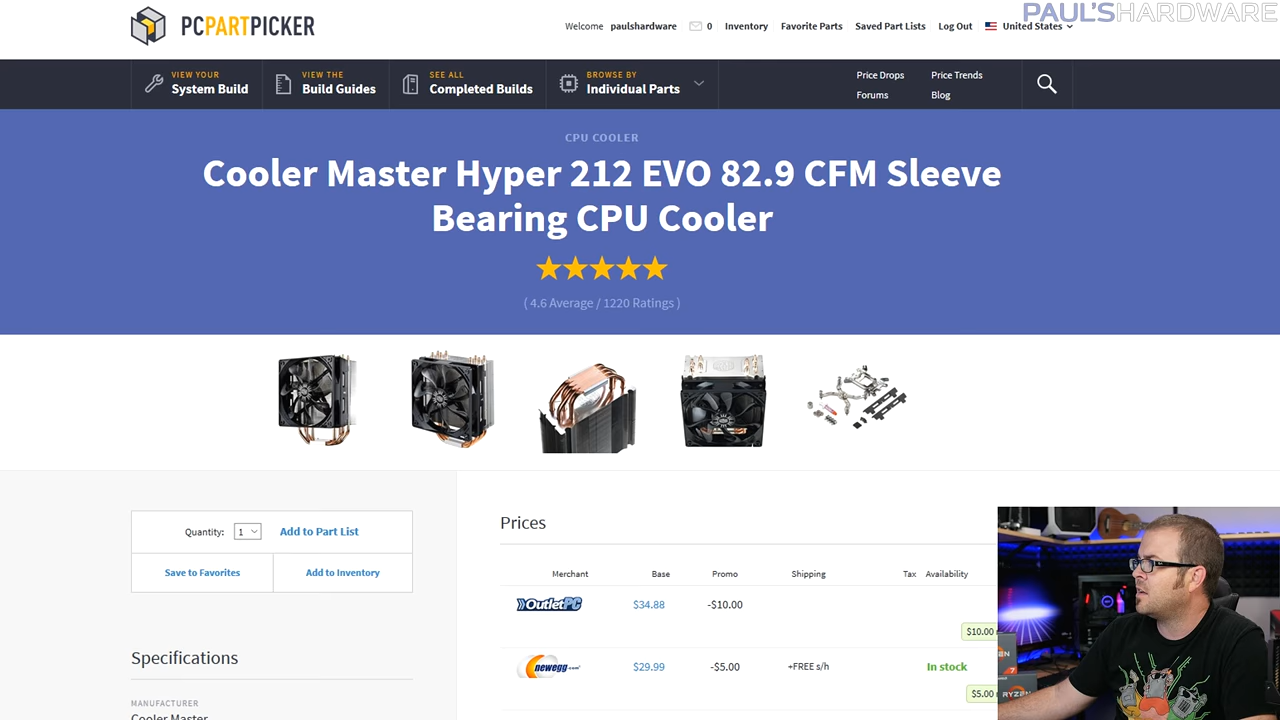 PAUL'SHARDWARE
PCPARTPICKER
Welcome paulshardware 0 Inventory Favorite Parts Saved Part Lists Log Out United States
VIEW YOUR
System Build
VIEW THE
Build Guides
SEE ALL
Completed Builds
BROWSE BY
Individual Parts
Price Drops Price Trends
Forums Blog
CPU COOLER
Cooler Master Hyper 212 EVO 82.9 CFM Sleeve
Bearing CPU Cooler
( 4.6 Average / 1220 Ratings )
Quantity: 1 Add to Part List
Save to Favorites Add to Inventory
Specifications
MANUFACTURER
Cooler Master
Prices
Merchant Base Promo Shipping Tax Availability
OutletPC $34.88 -$10.00
$10.00
newegg.com $29.99 -$5.00 +FREE s/h In stock
$5.00
RYZEN